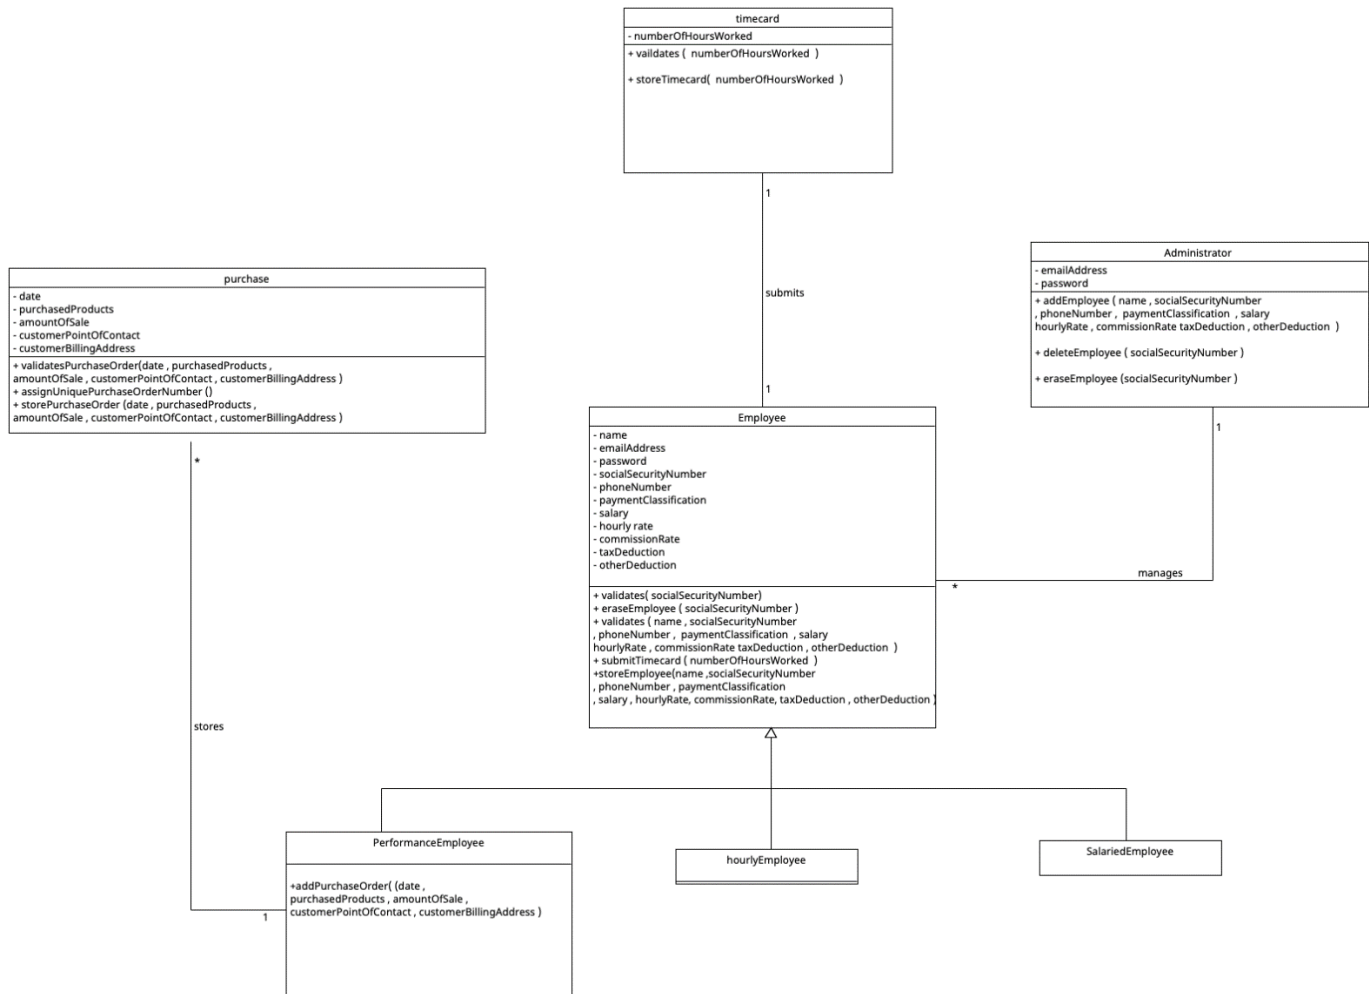 timecard
- numberOfHoursWorked
+ vaildates ( numberOfHoursWorked )
+ storeTimecard( numberOfHoursWorked )
1
submits
1
Administrator
- emailAddress
- password
+ addEmployee ( name , socialSecurityNumber
, phoneNumber , paymentClassification , salary
hourlyRate , commissionRate taxDeduction , otherDeduction )
+ deleteEmployee ( socialSecurityNumber )
+ eraseEmployee (socialSecurityNumber )
1
manages
*
purchase
- date
- purchasedProducts
- amountOfSale
- customerPointOfContact
- customerBillingAddress
+ validatesPurchaseOrder(date , purchasedProducts ,
amountOfSale , customerPointOfContact , customerBillingAddress )
+ assignUniquePurchaseOrderNumber ()
+ storePurchaseOrder (date , purchasedProducts ,
amountOfSale , customerPointOfContact , customerBillingAddress )
*
stores
1
Employee
- name
- emailAddress
- password
- socialSecurityNumber
- phoneNumber
- paymentClassification
- salary
- hourly rate
- commissionRate
- taxDeduction
- otherDeduction
+ validates( socialSecurityNumber)
+ eraseEmployee ( socialSecurityNumber )
+ validates ( name , socialSecurityNumber
, phoneNumber , paymentClassification , salary
hourlyRate , commissionRate taxDeduction , otherDeduction )
+ submitTimecard ( numberOfHoursWorked )
+storeEmployee(name ,socialSecurityNumber
, phoneNumber , paymentClassification
, salary , hourlyRate, commissionRate, taxDeduction , otherDeduction )
PerformanceEmployee
+addPurchaseOrder( (date ,
purchasedProducts , amountOfSale ,
customerPointOfContact , customerBillingAddress )
hourlyEmployee
SalariedEmployee